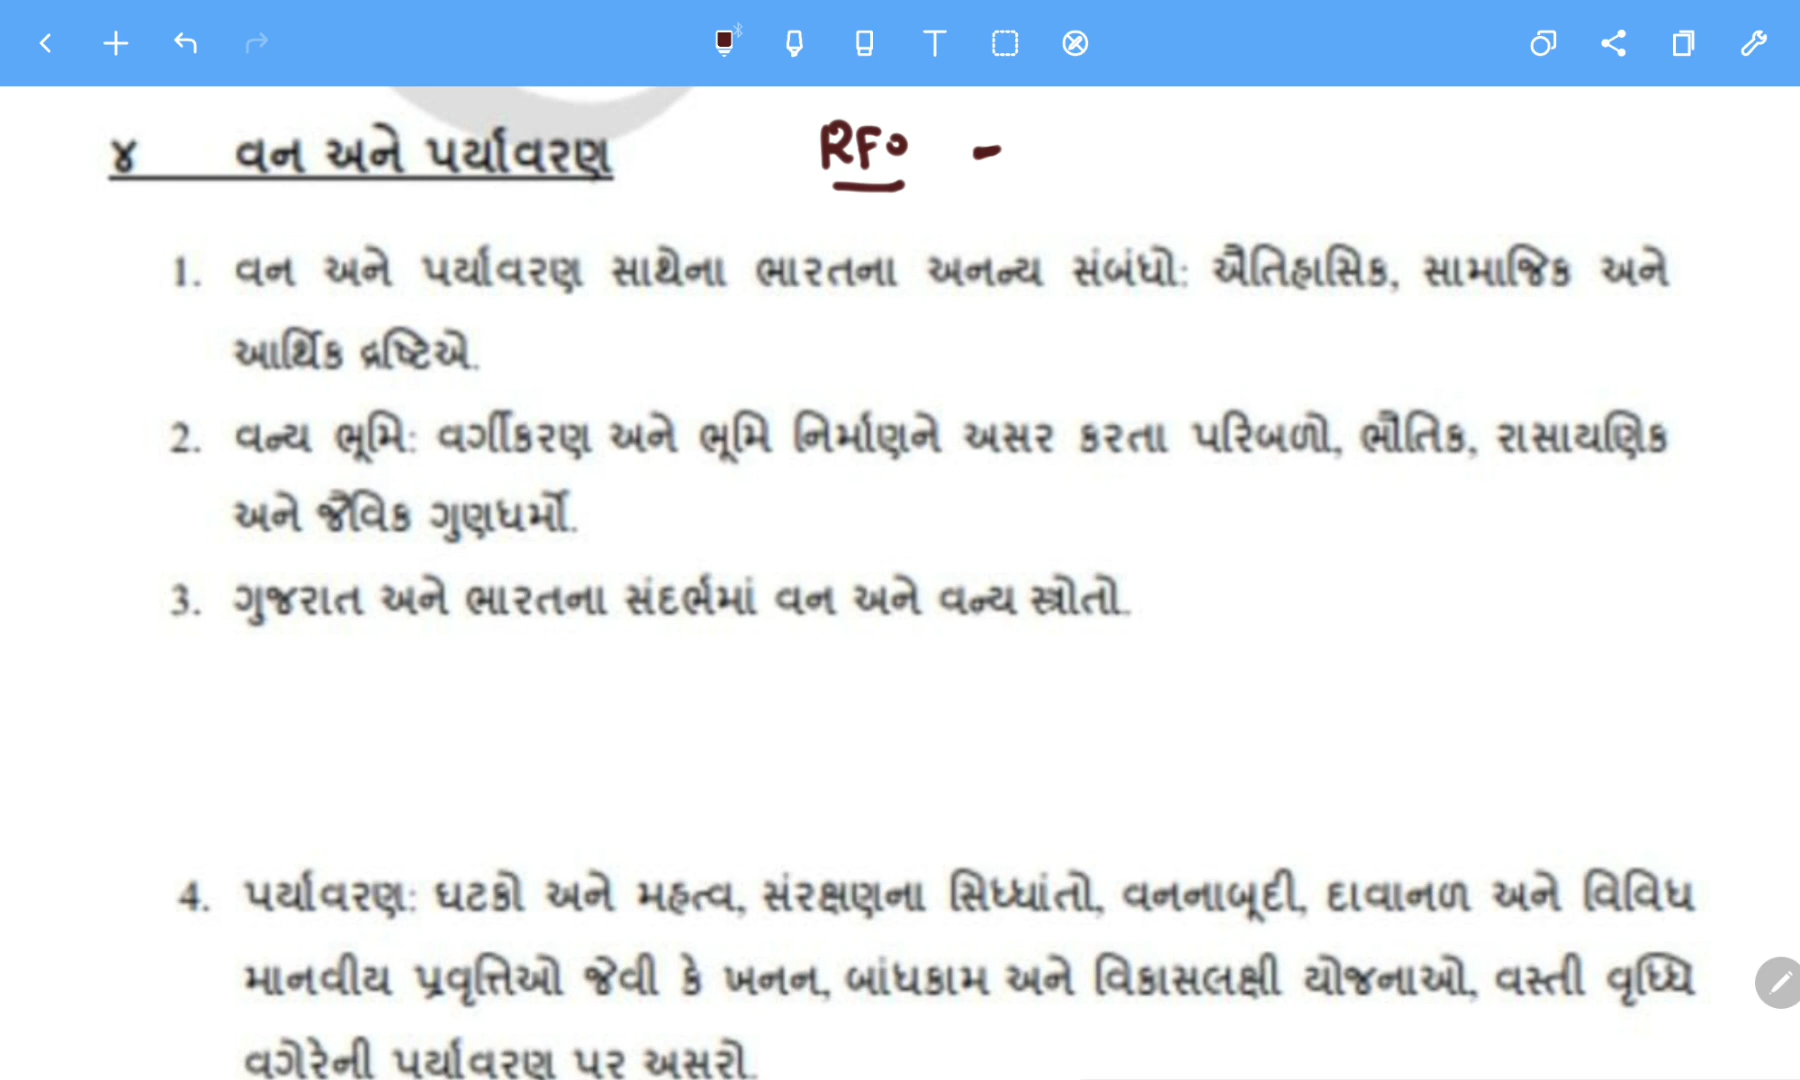 ૪ વન અને પર્યાવરણ RFO -
1. વન અને પર્યાવરણ સાથેના ભારતના અનન્ય સંબંધો: ઐતિહાસિક, સામાજિક અને
આર્થિક દ્રષ્ટિએ.
2. વન્ય ભૂમિ: વર્ગીકરણ અને ભૂમિ નિર્માણને અસર કરતા પરિબળો, ભૌતિક, રાસાયણિક
અને જૈવિક ગુણધર્મો.
3. ગુજરાત અને ભારતના સંદર્ભમાં વન અને વન્ય સ્ત્રોતો.
4. પર્યાવરણ: ઘટકો અને મહત્વ, સંરક્ષણના સિધ્ધાંતો, વનનાબૂદી, દાવાનળ અને વિવિધ
માનવીય પ્રવૃત્તિઓ જેવી કે ખનન, બાંધકામ અને વિકાસલક્ષી યોજનાઓ, વસ્તી વૃધ્ધિ
વગેરેની પર્યાવરણ પર અસરો.